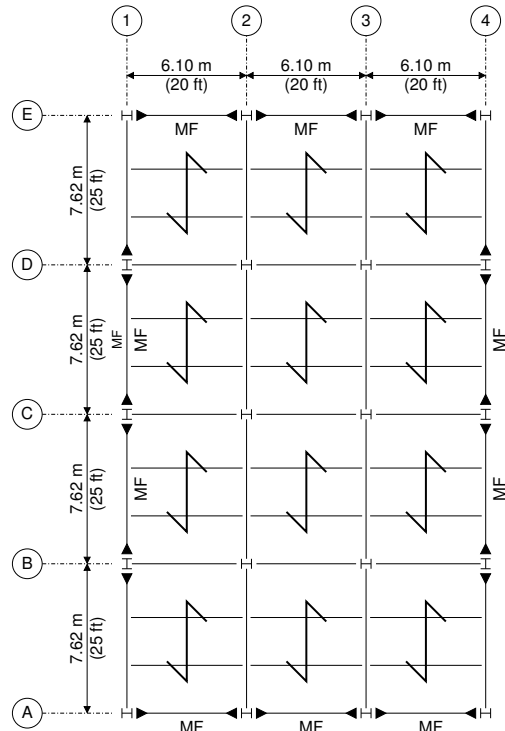 1 2 3 4
6.10 m 6.10 m 6.10 m
(20 ft) (20 ft) (20 ft)
E
MF MF MF
7.62 m
(25 ft)
D
7.62 m
(25 ft)
MF
MF
MF
C
7.62 m
(25 ft)
MF
MF
B
7.62 m
(25 ft)
A
MF MF MF